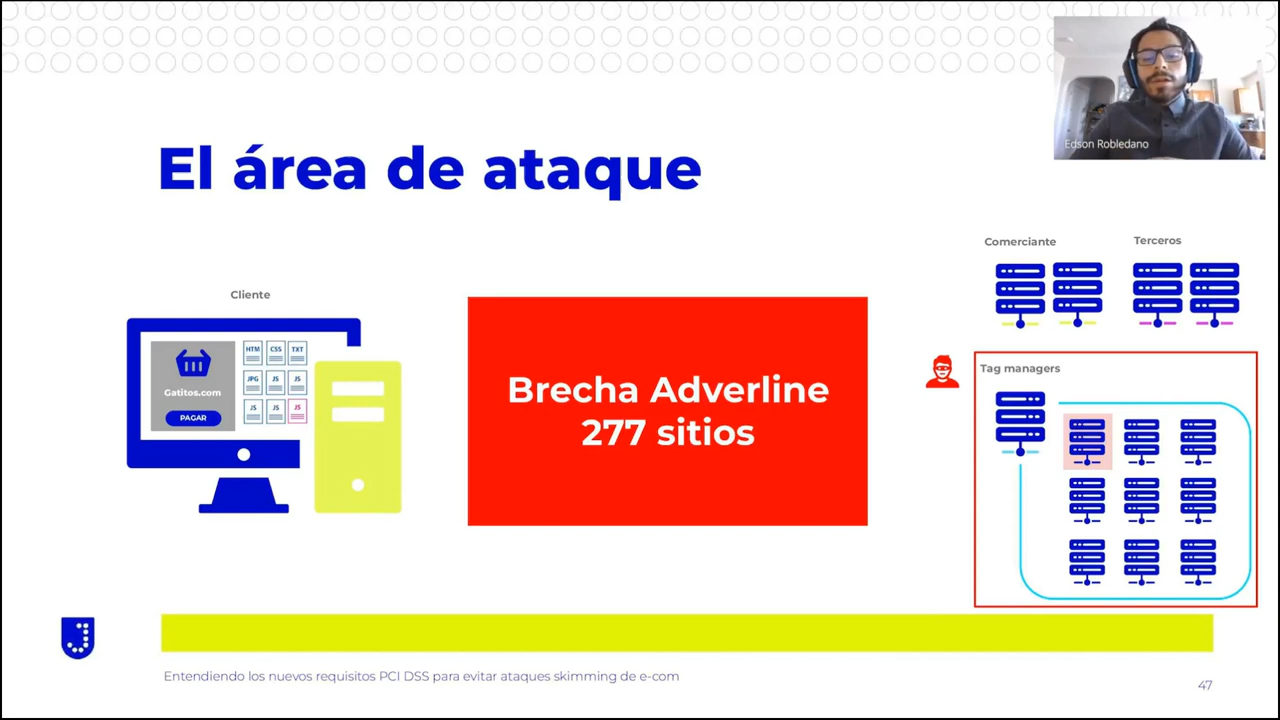 Edson Robledano
El área de ataque
Comerciante
Terceros
Cliente
HTM
CSS
TXT
JPG
JS
JS
JS
JS
JS
Gatitos.com
PAGAR
Brecha Adverline
277 sitios
Tag managers
Entendiendo los nuevos requisitos PCI DSS para evitar ataques skimming de e-com
47